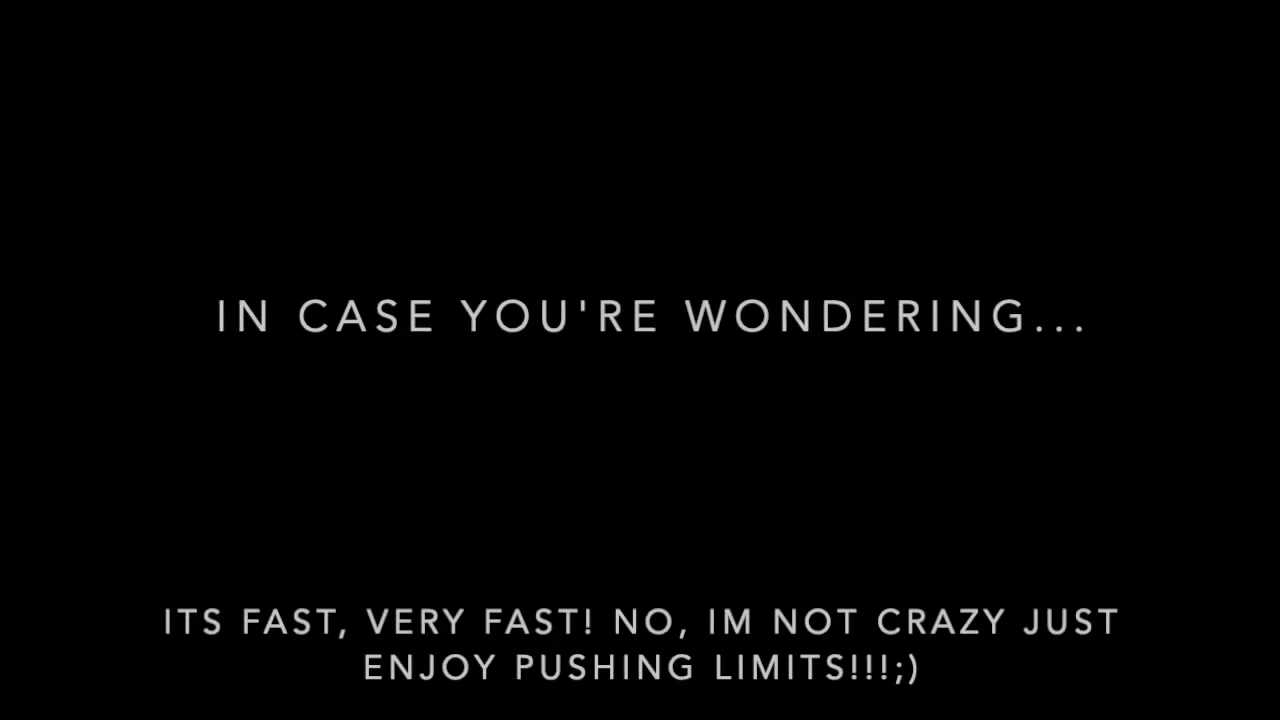 IN CASE YOU'RE WONDERING...
ITS FAST, VERY FAST! NO, IM NOT CRAZY JUST
ENJOY PUSHING LIMITS!!!;)